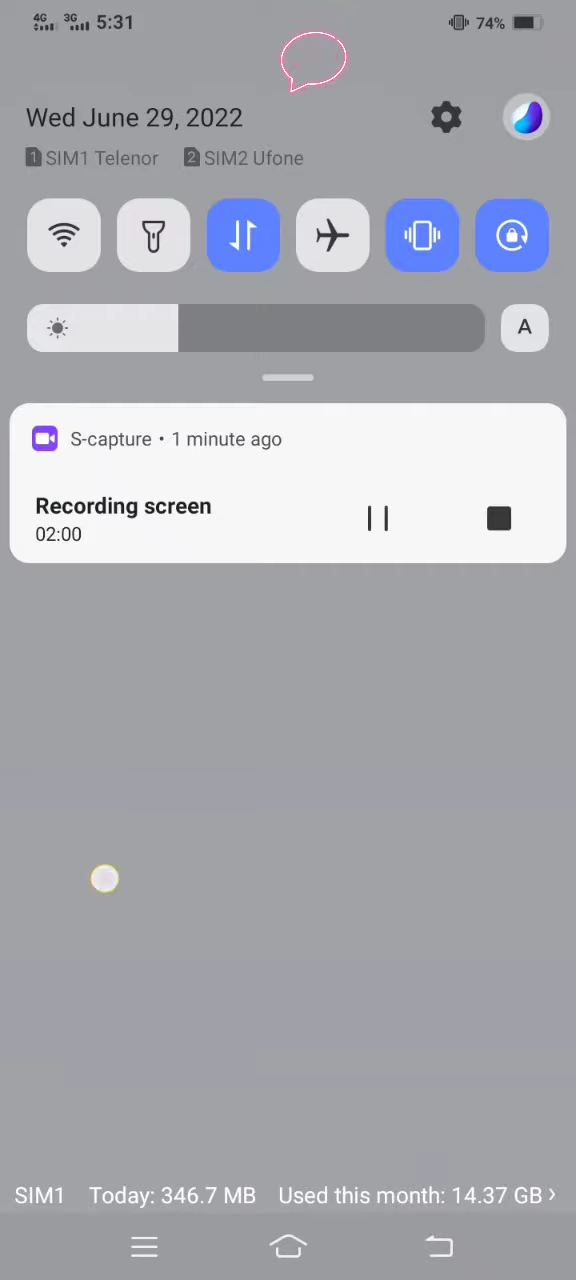 4G 3G 5:31 74%
Wed June 29, 2022
1 SIM1 Telenor 2 SIM2 Ufone
A
S-capture • 1 minute ago
Recording screen
02:00
SIM1 Today: 346.7 MB Used this month: 14.37 GB ›